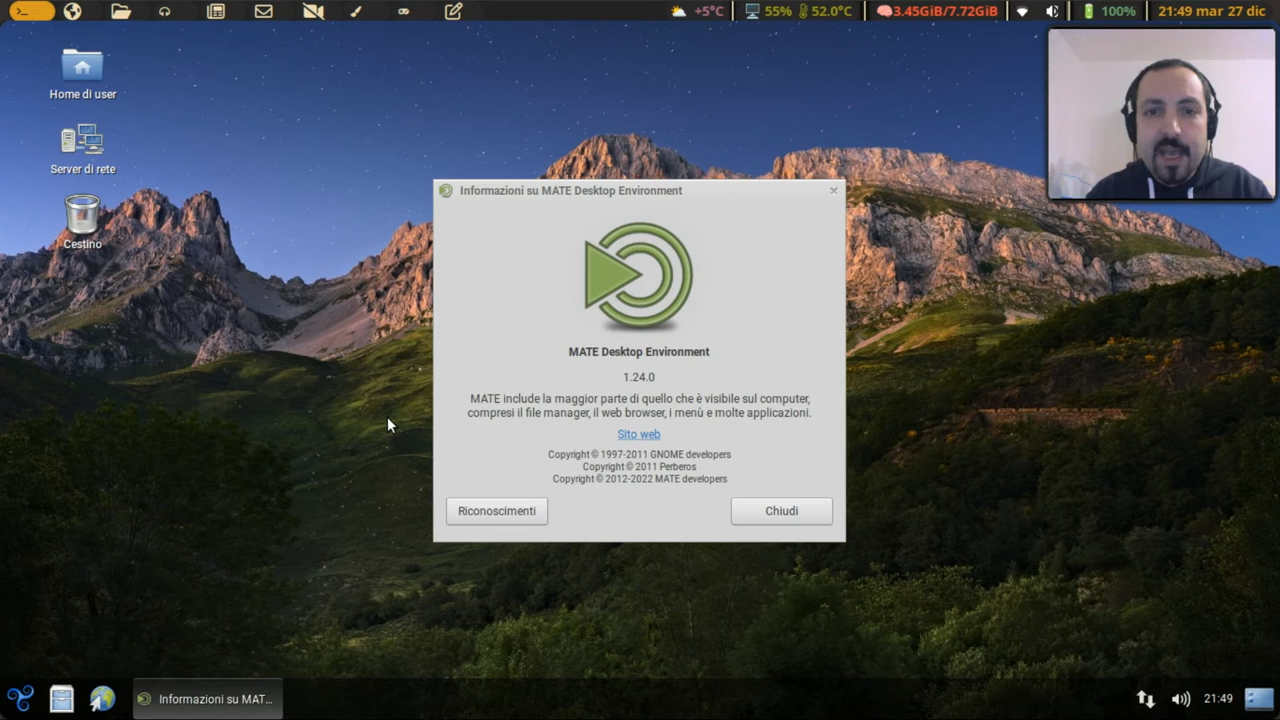 +5°C
55%
52.0°C
3.45GiB/7.72GiB
100%
21:49 mar 27 dic
Home di user
Server di rete
Cestino
Informazioni su MATE Desktop Environment
MATE Desktop Environment
1.24.0
MATE include la maggior parte di quello che è visibile sul computer,
compresi il file manager, il web browser, i menù e molte applicazioni.
Sito web
Copyright © 1997-2011 GNOME developers
Copyright © 2011 Perberos
Copyright © 2012-2022 MATE developers
Riconoscimenti
Chiudi
Informazioni su MAT...
21:49